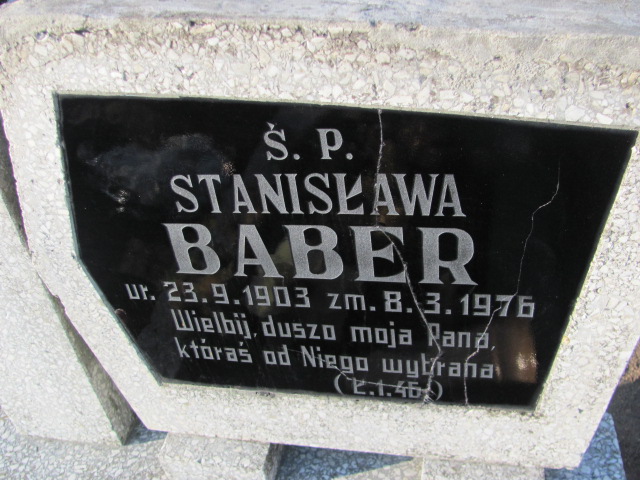 Ś. P.
STANISŁAWA
BABER
ur. 23.9.1903 zm. 8.3.1976
Wielbij, duszo moja Pana,
któraś od Niego wybrana
(Ł.1.46.)